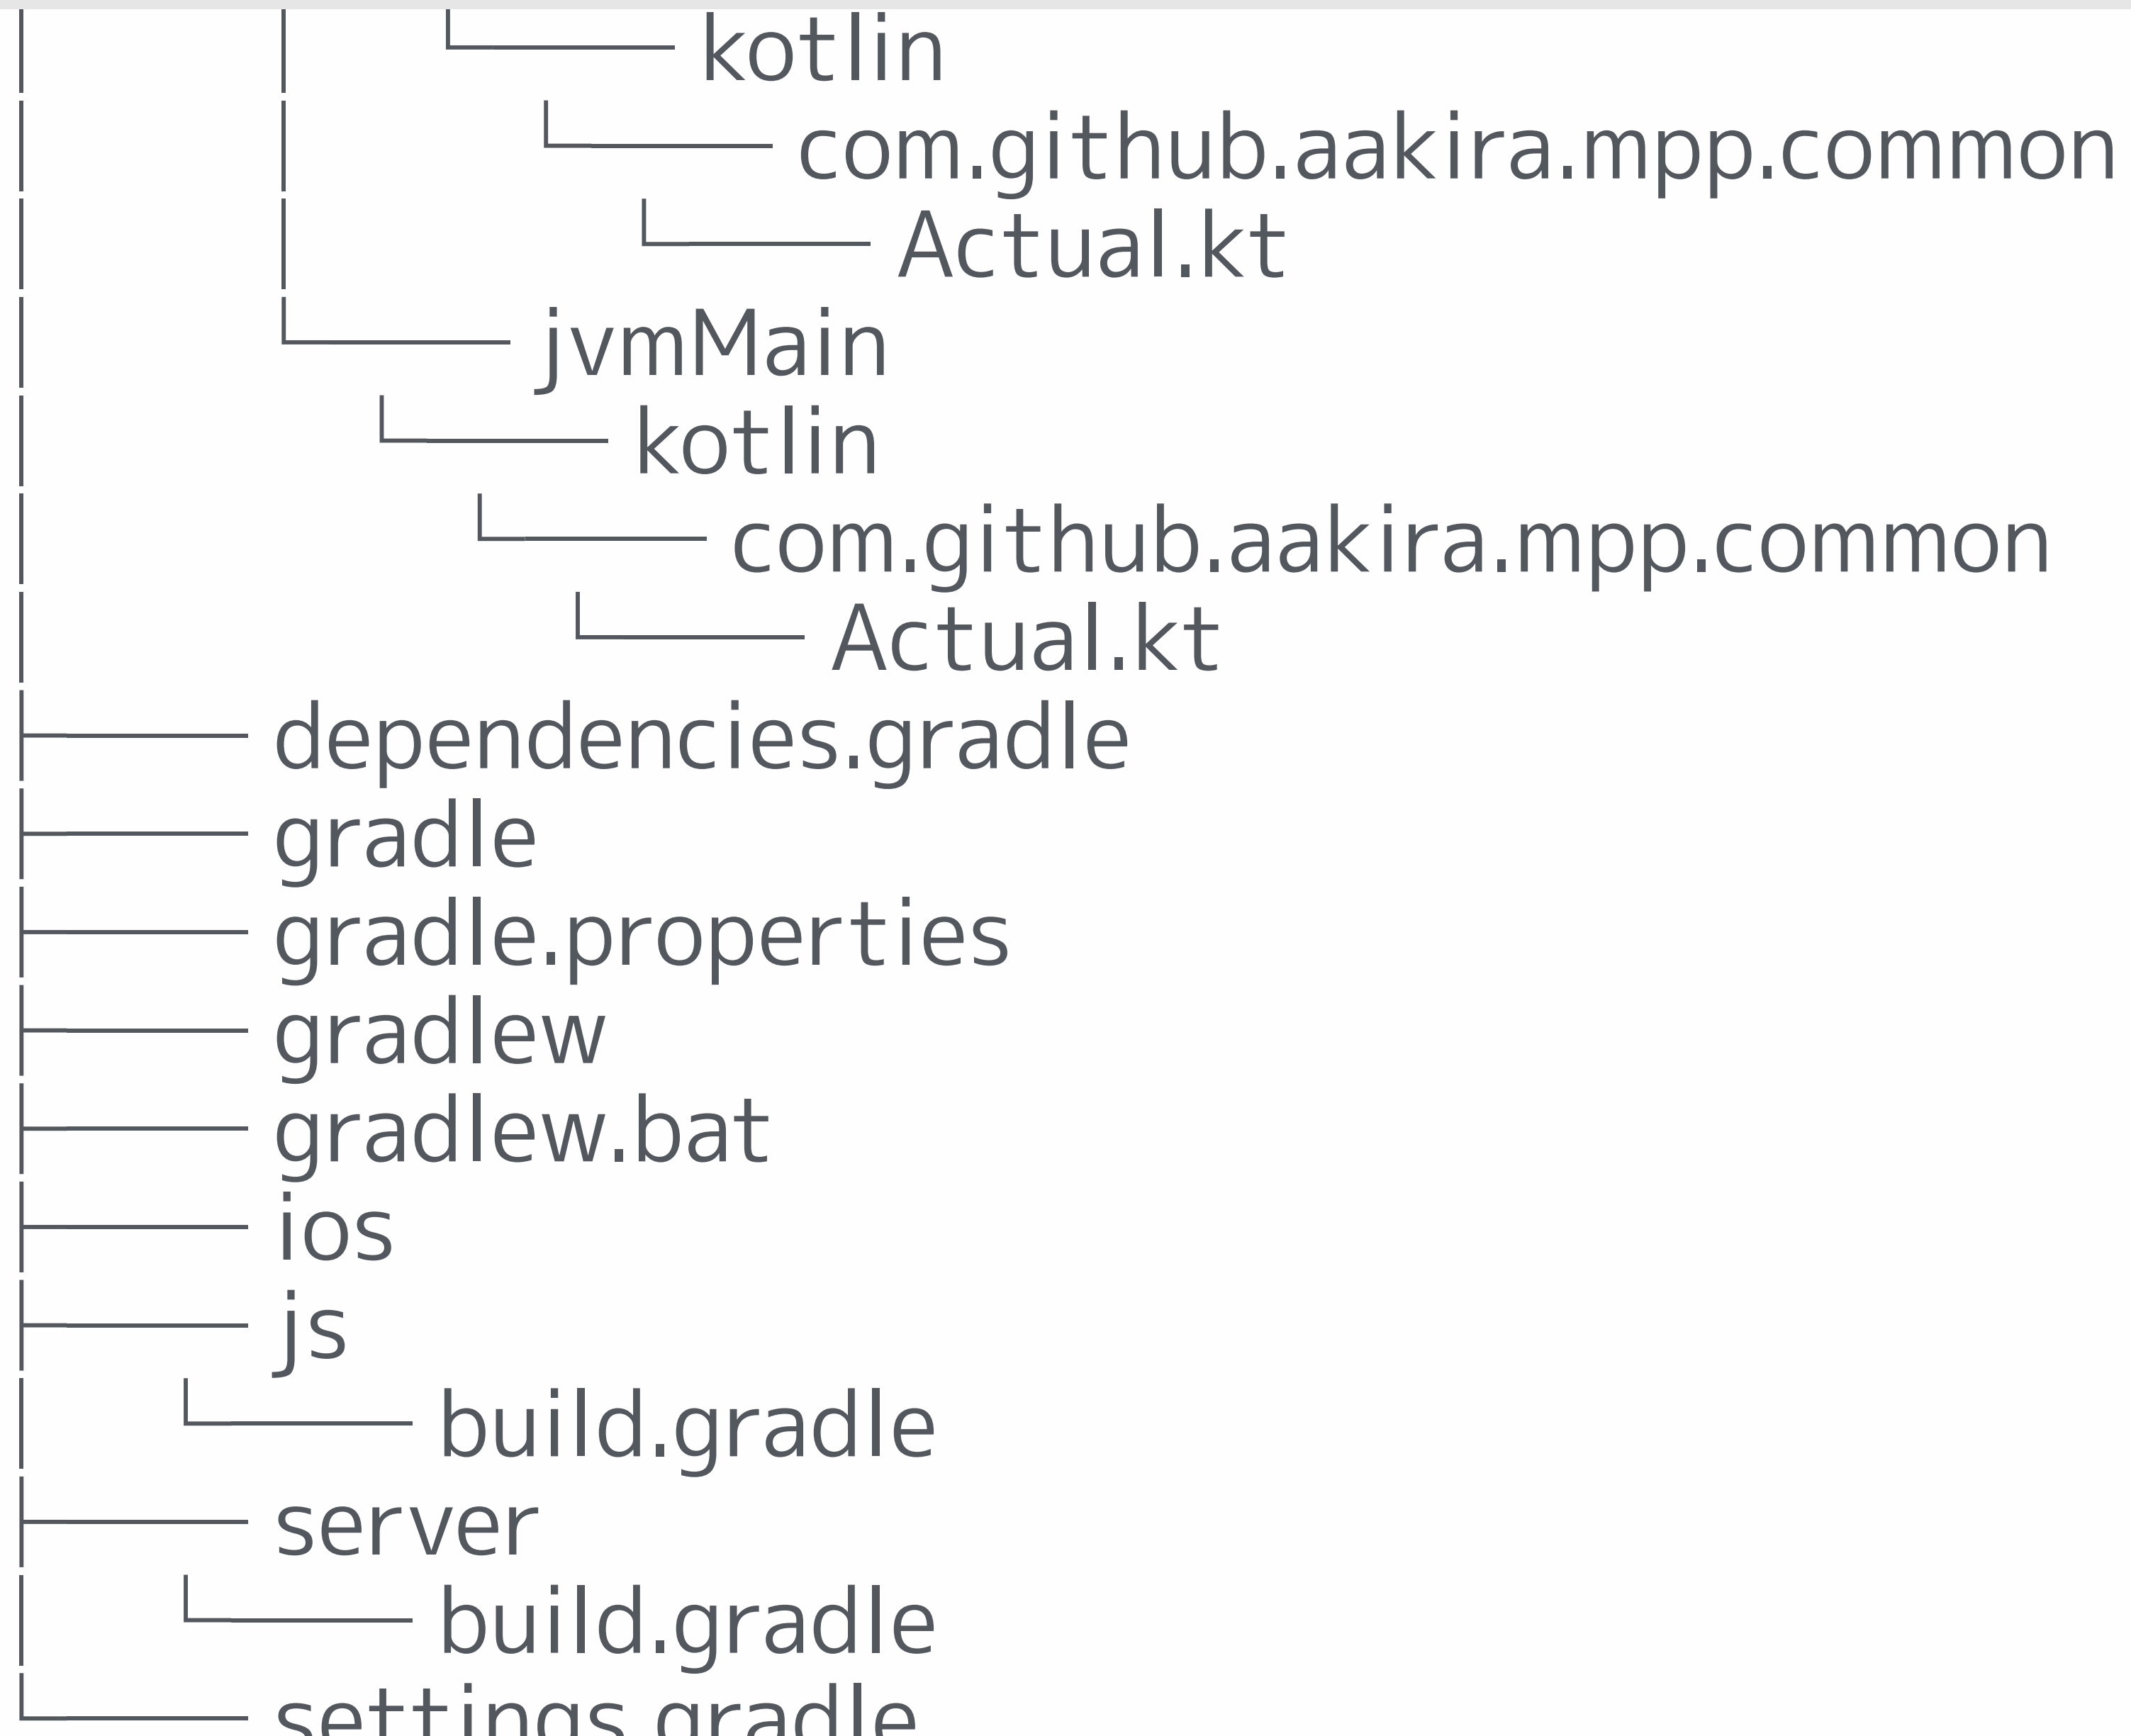 kotlin
com.github.aakira.mpp.common
Actual.kt
jvmMain
kotlin
com.github.aakira.mpp.common
Actual.kt
dependencies.gradle
gradle
gradle.properties
gradlew
gradlew.bat
ios
js
build.gradle
server
build.gradle
settings.gradle